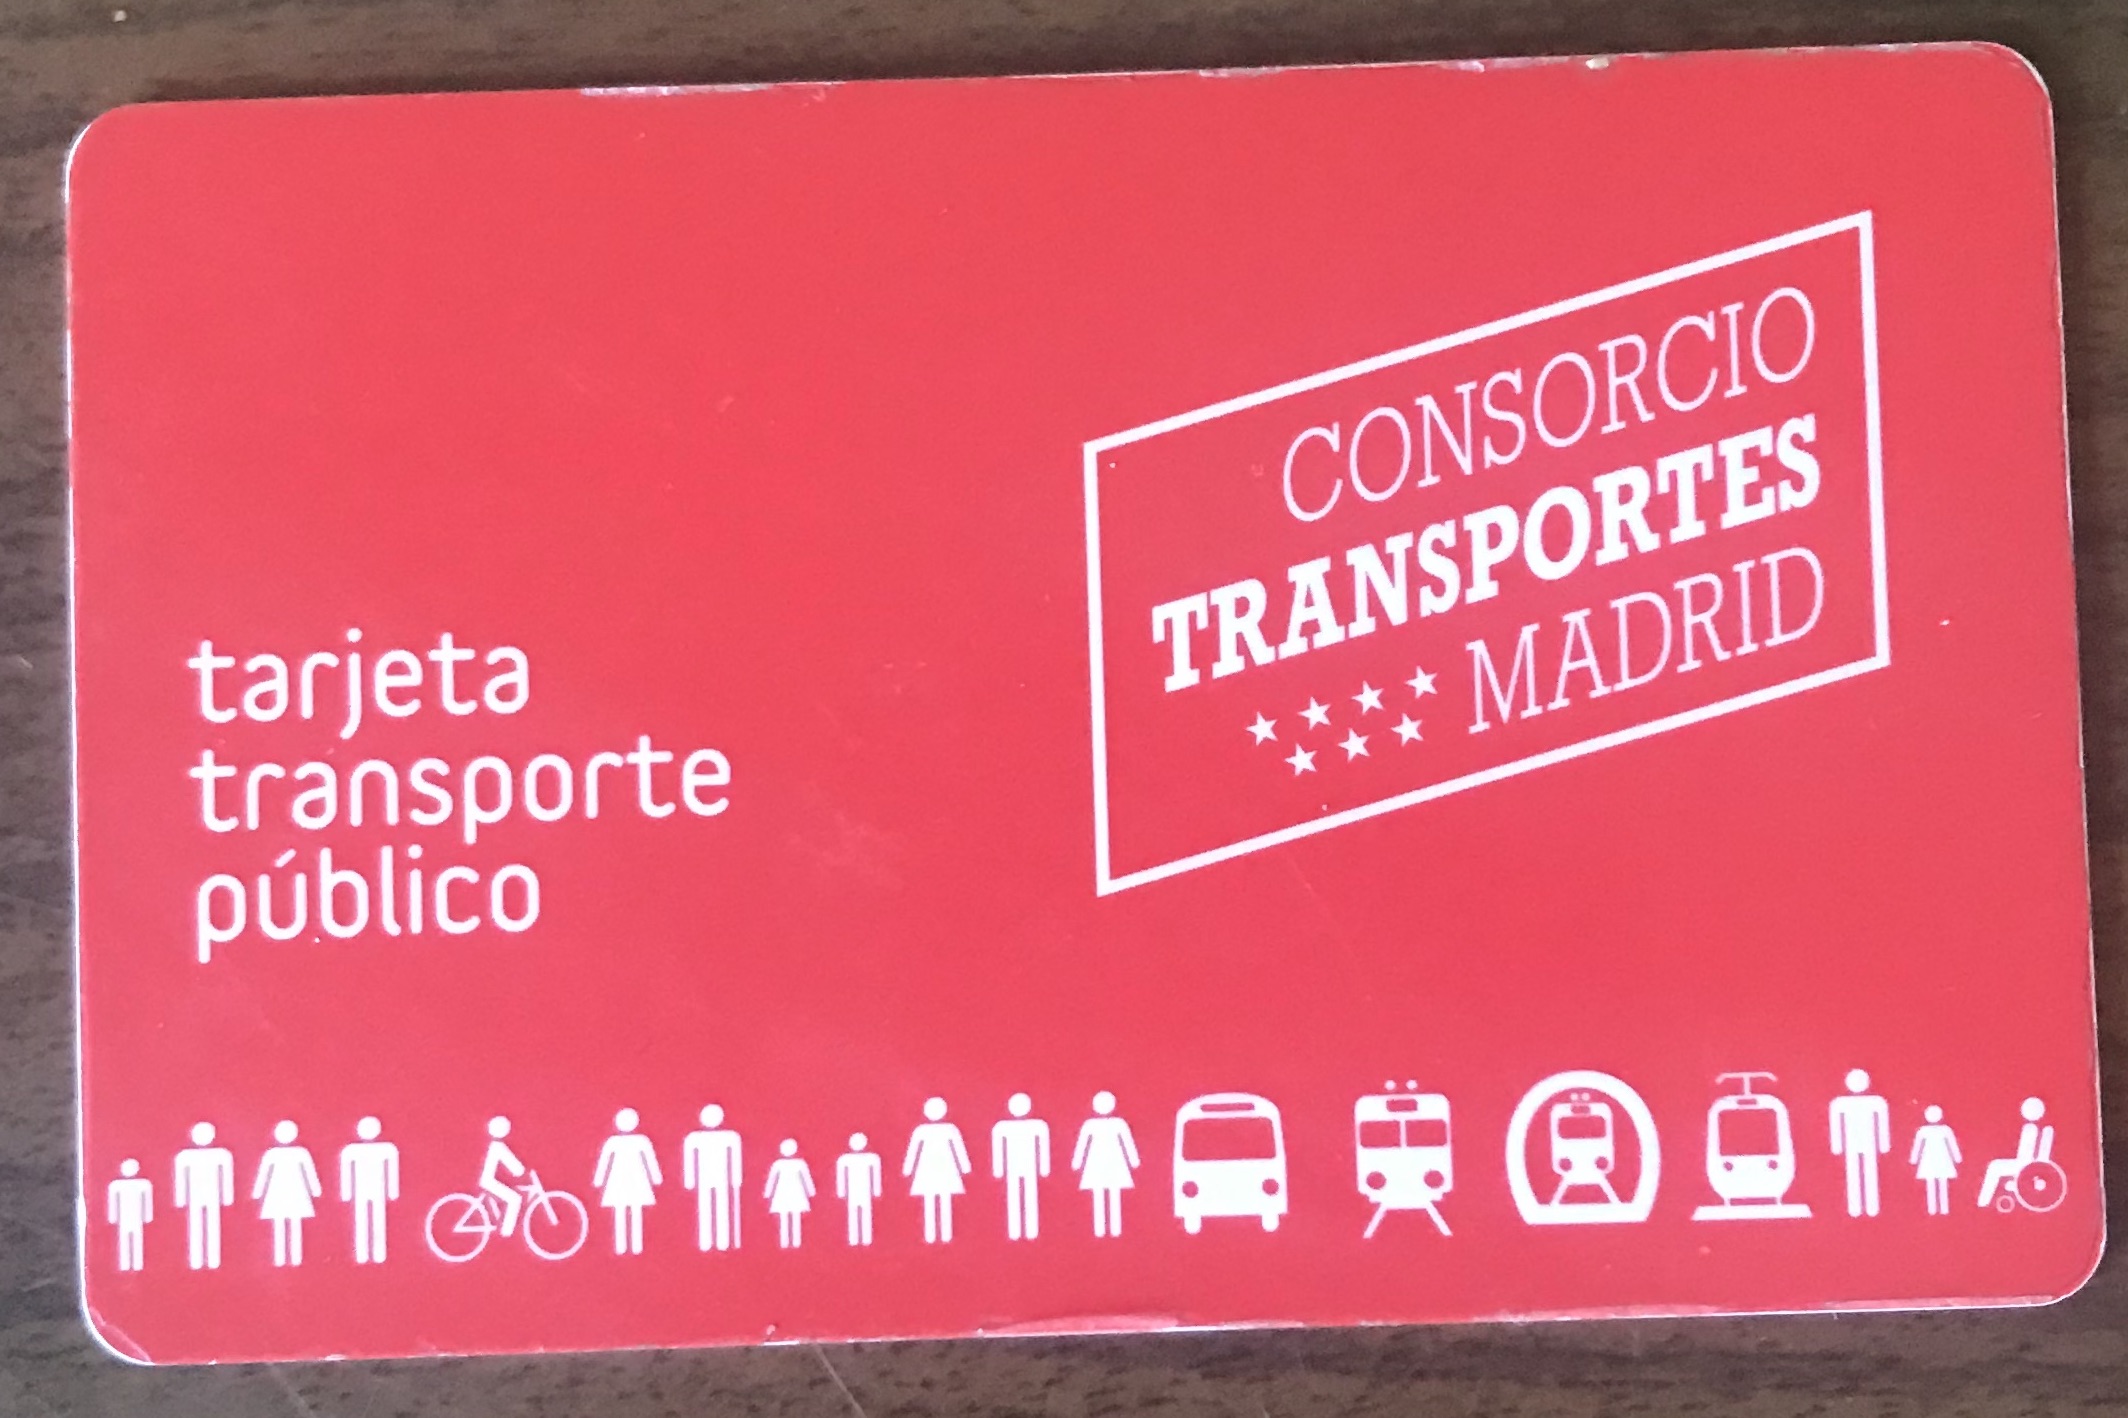 tarjeta
transporte
público
CONSORCIO
TRANSPORTES
MADRID